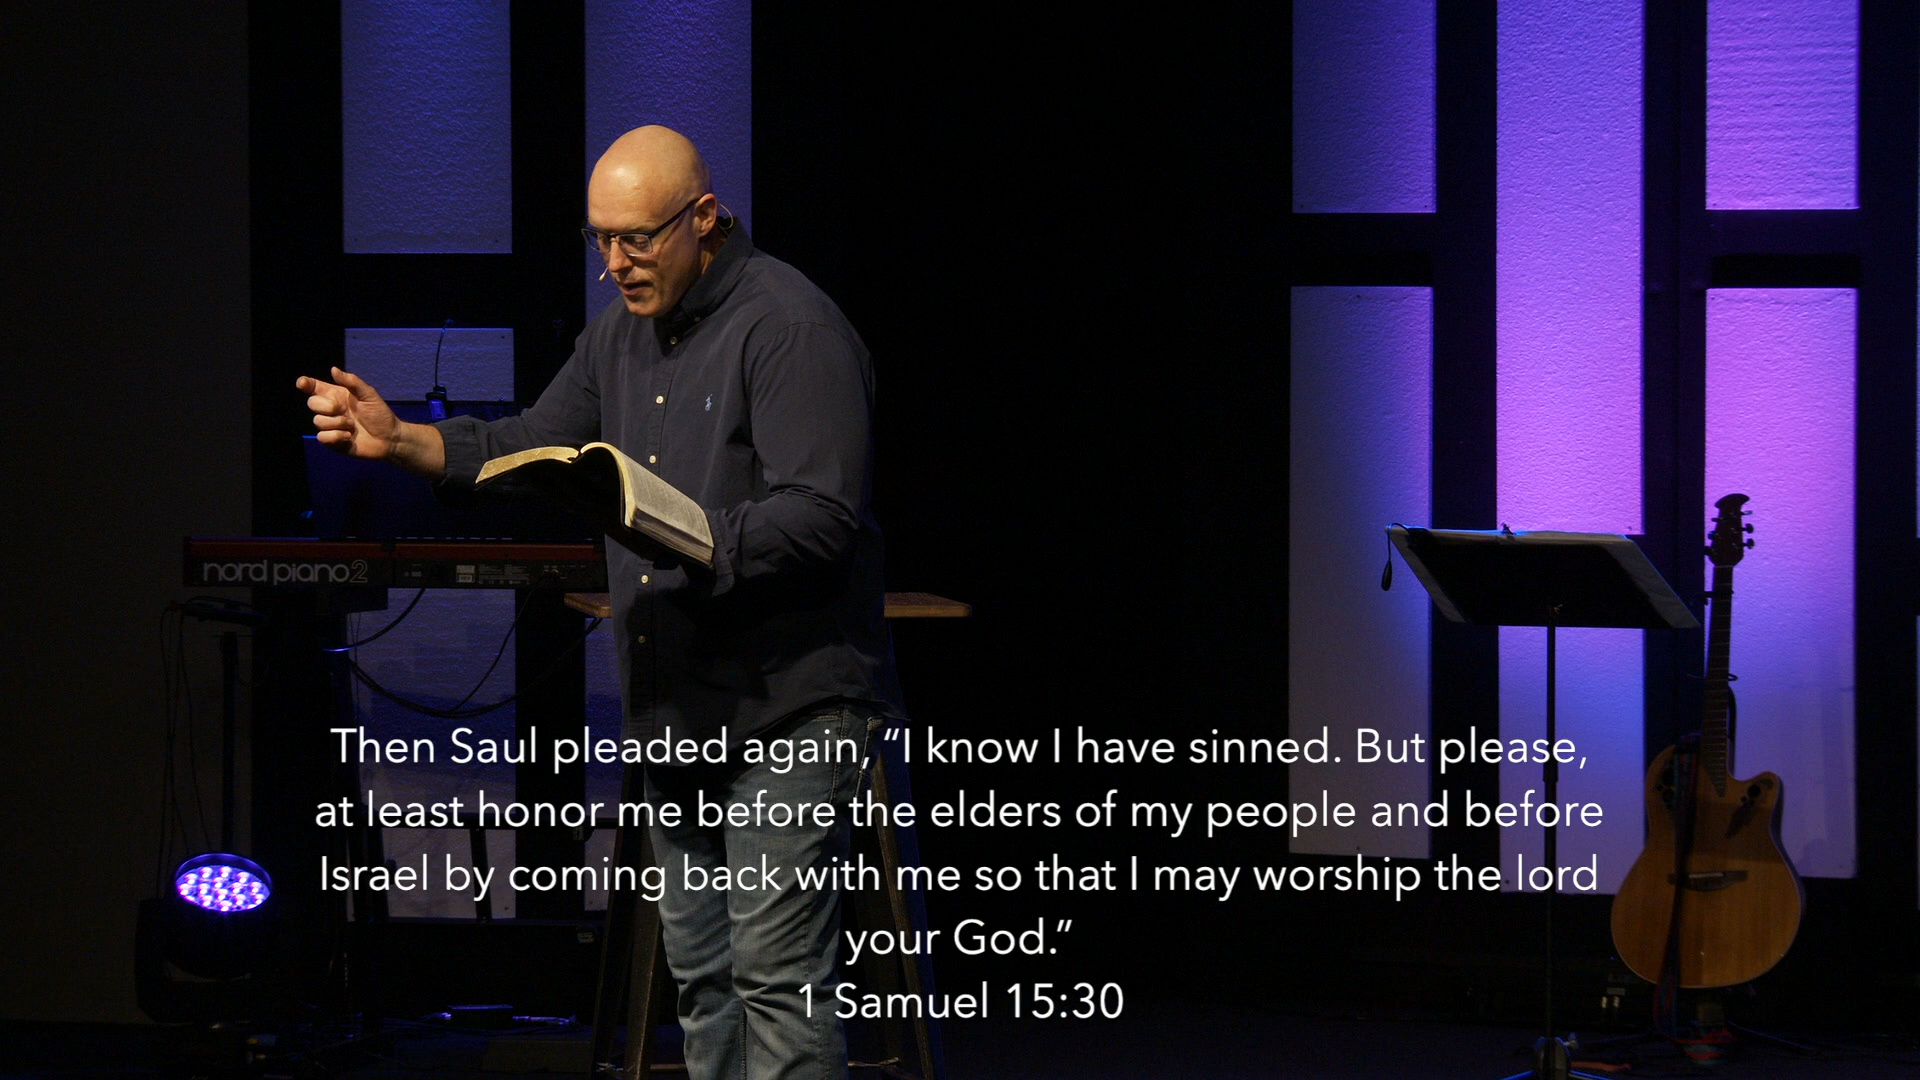 nord piano 2
Then Saul pleaded again, “I know I have sinned. But please,
at least honor me before the elders of my people and before
Israel by coming back with me so that I may worship the lord
your God.”
1 Samuel 15:30